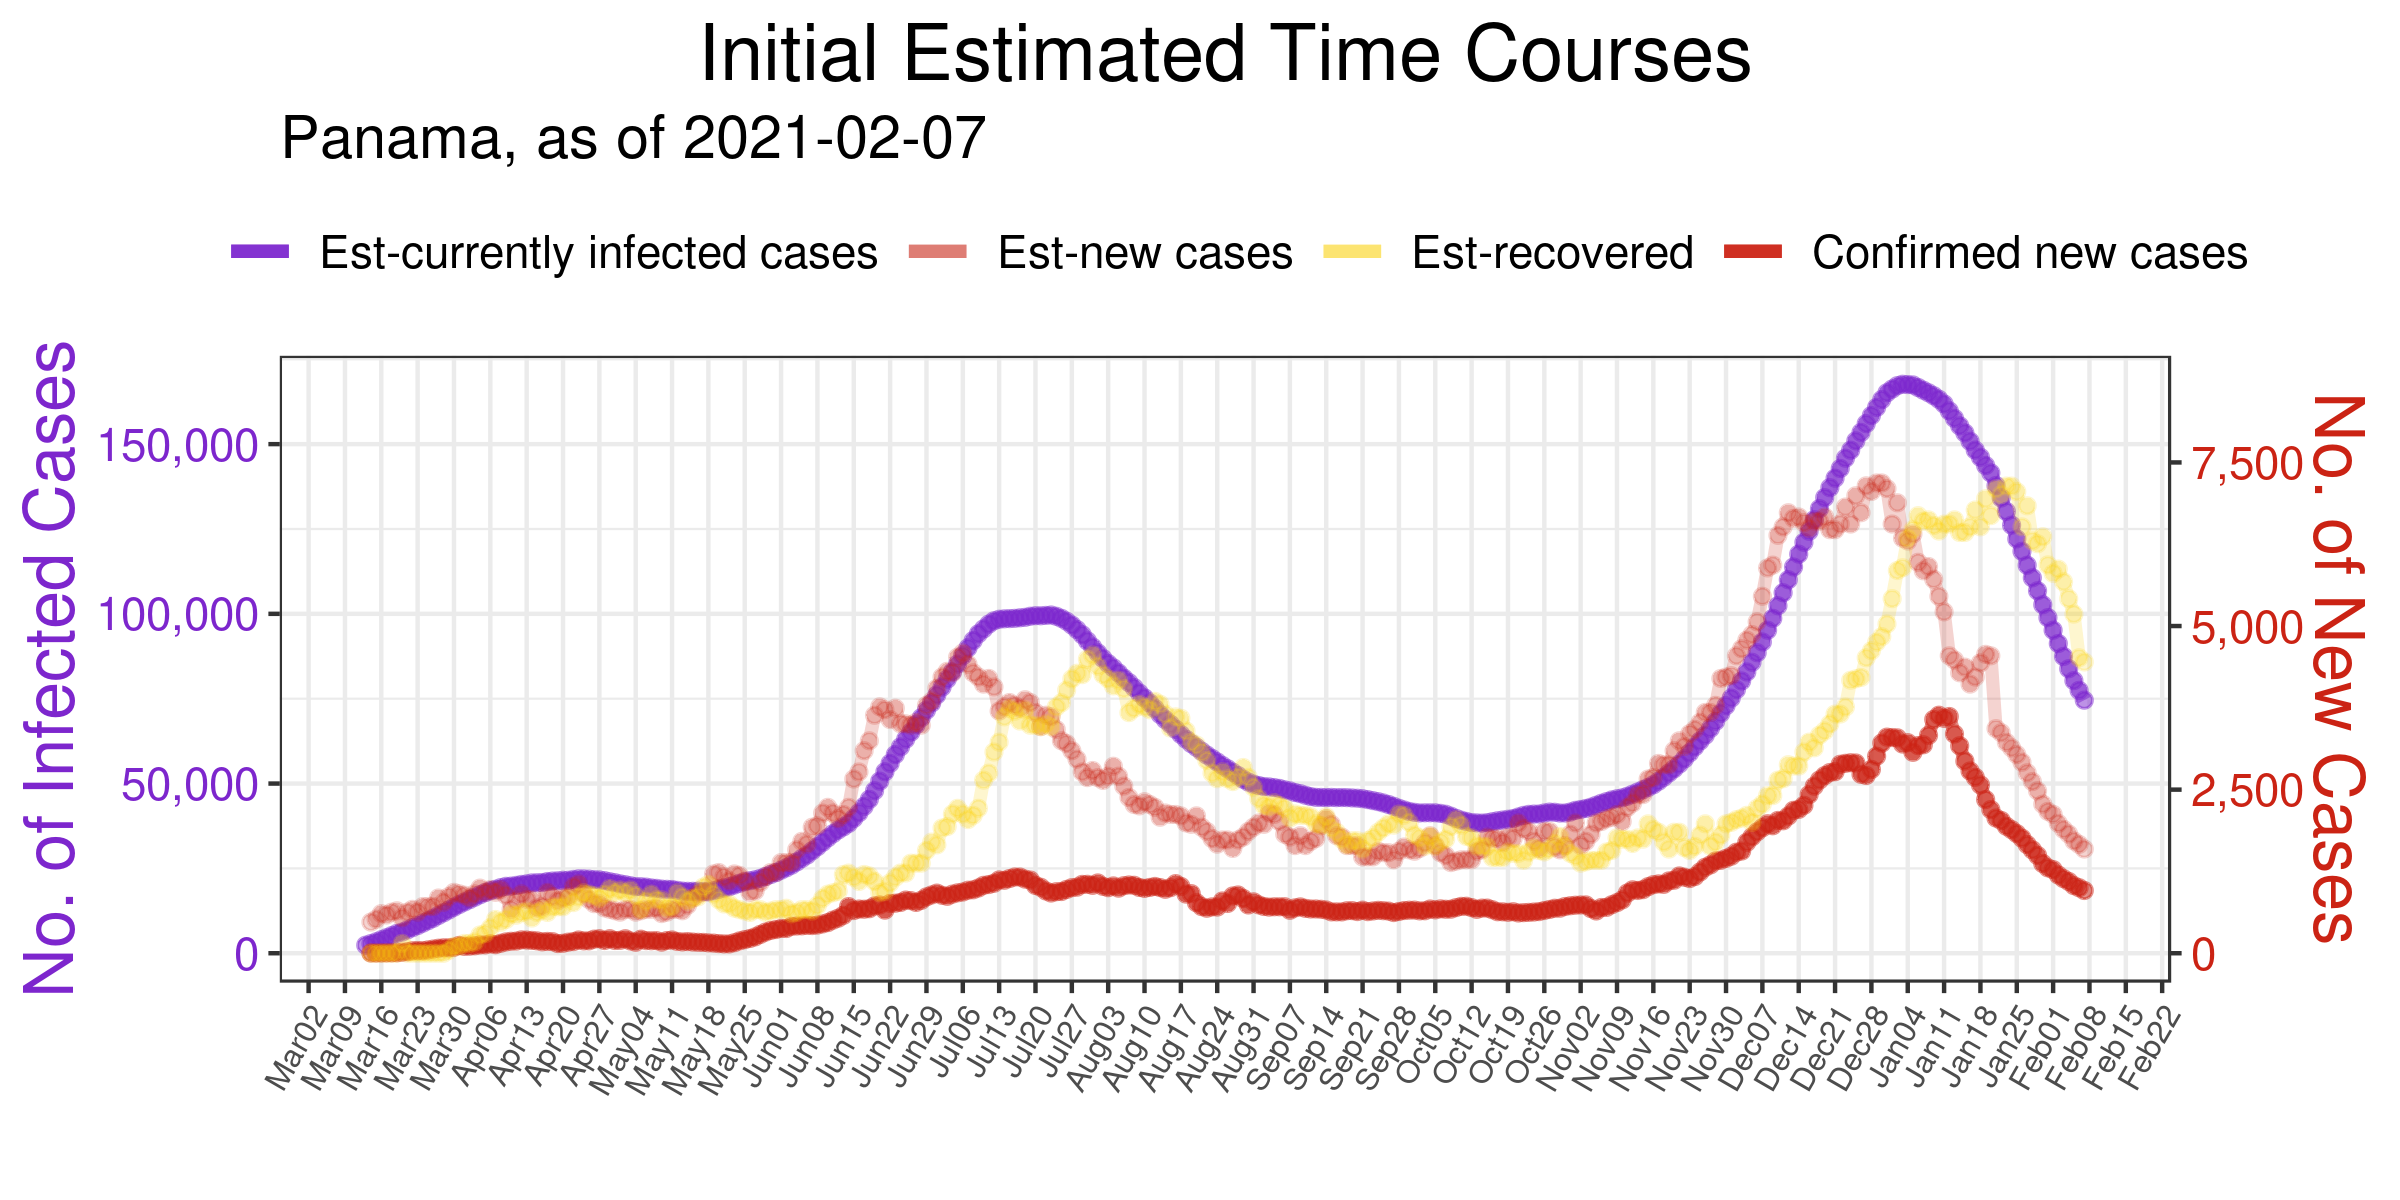 Initial Estimated Time Courses
Panama, as of 2021-02-07
Est-currently infected cases Est-new cases Est-recovered Confirmed new cases
No. of Infected Cases
150,000
100,000
50,000
0
7,500
5,000
2,500
0
No. of New Cases
Mar02 Mar09 Mar16 Mar23 Mar30 Apr06 Apr13 Apr20 Apr27 May04 May11 May18 May25 Jun01 Jun08 Jun15 Jun22 Jun29 Jul06 Jul13 Jul20 Jul27 Aug03 Aug10 Aug17 Aug24 Aug31 Sep07 Sep14 Sep21 Sep28 Oct05 Oct12 Oct19 Oct26 Nov02 Nov09 Nov16 Nov23 Nov30 Dec07 Dec14 Dec21 Dec28 Jan04 Jan11 Jan18 Jan25 Feb01 Feb08 Feb15 Feb22